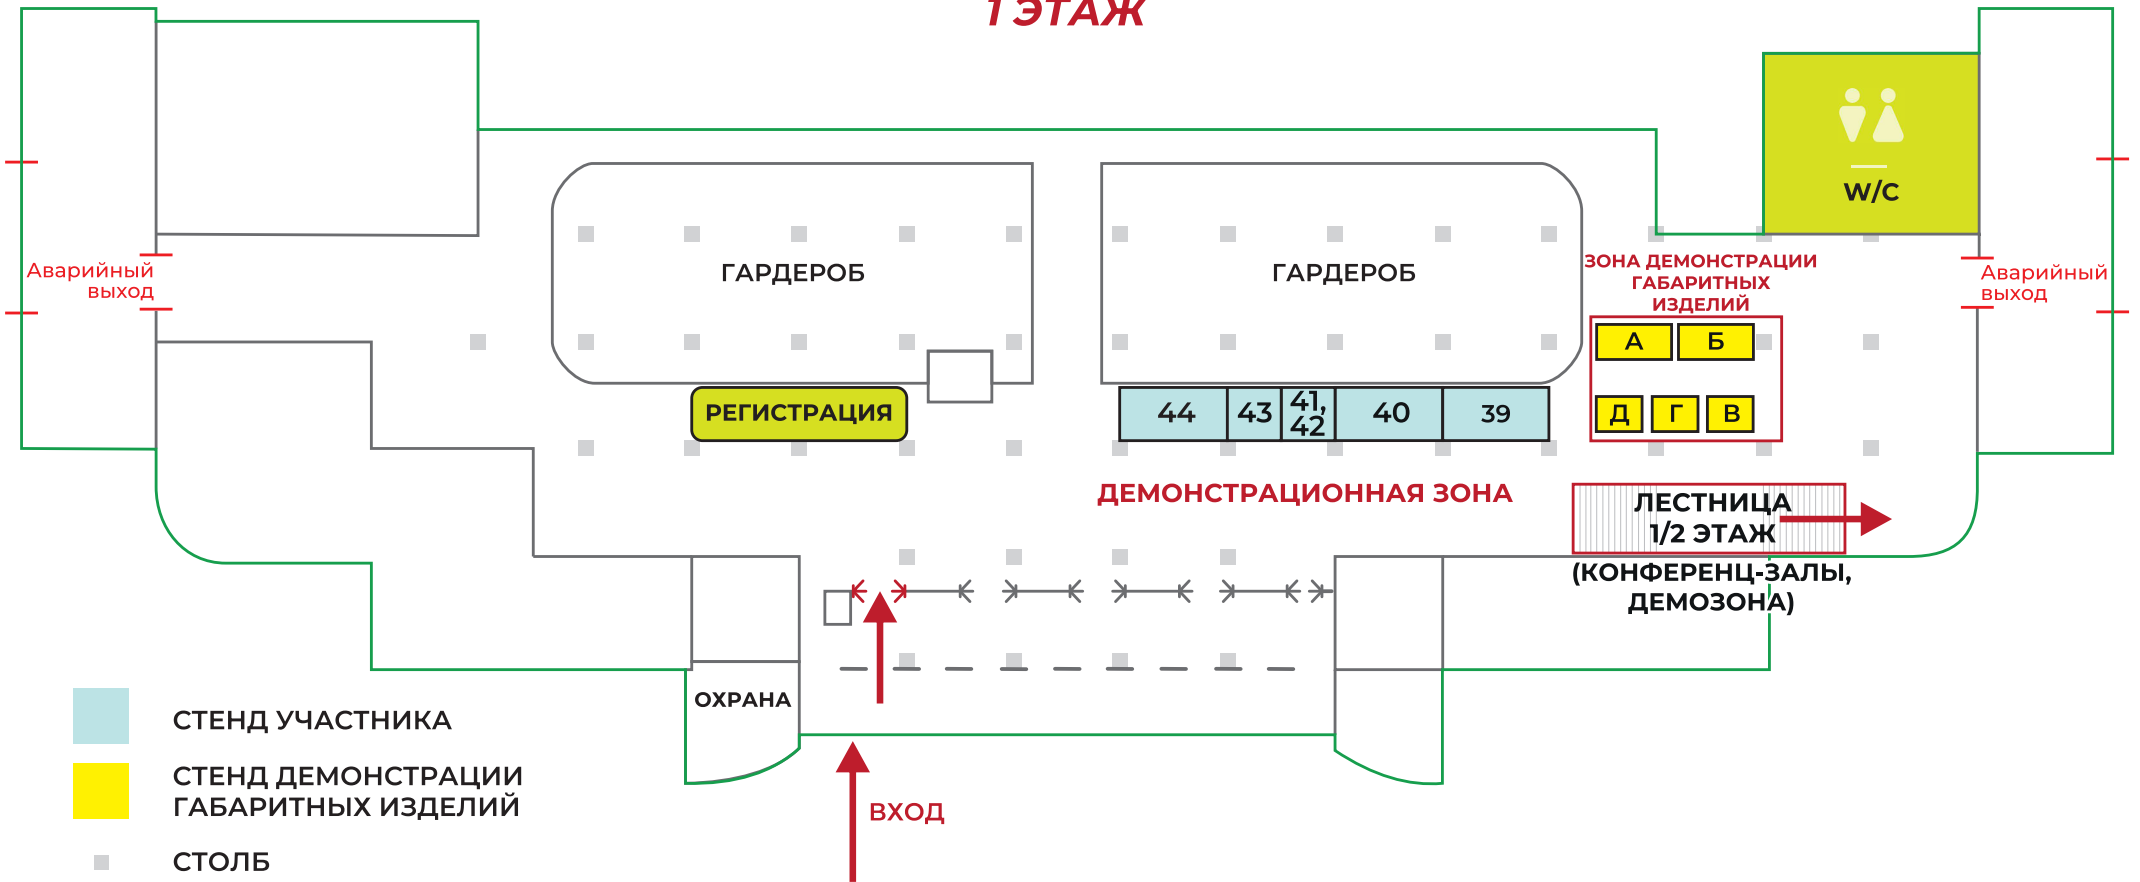 1 ЭТАЖ
W/C
ГАРДЕРОБ
ГАРДЕРОБ
ЗОНА ДЕМОНСТРАЦИИ
ГАБАРИТНЫХ
ИЗДЕЛИЙ
Аварийный
выход
Аварийный
выход
А
Б
РЕГИСТРАЦИЯ
44
43
41,
42
40
39
Д
Г
В
ДЕМОНСТРАЦИОННАЯ ЗОНА
ЛЕСТНИЦА
1/2 ЭТАЖ
(КОНФЕРЕНЦ-ЗАЛЫ,
ДЕМОЗОНА)
ОХРАНА
ВХОД
СТЕНД УЧАСТНИКА
СТЕНД ДЕМОНСТРАЦИИ
ГАБАРИТНЫХ ИЗДЕЛИЙ
СТОЛБ